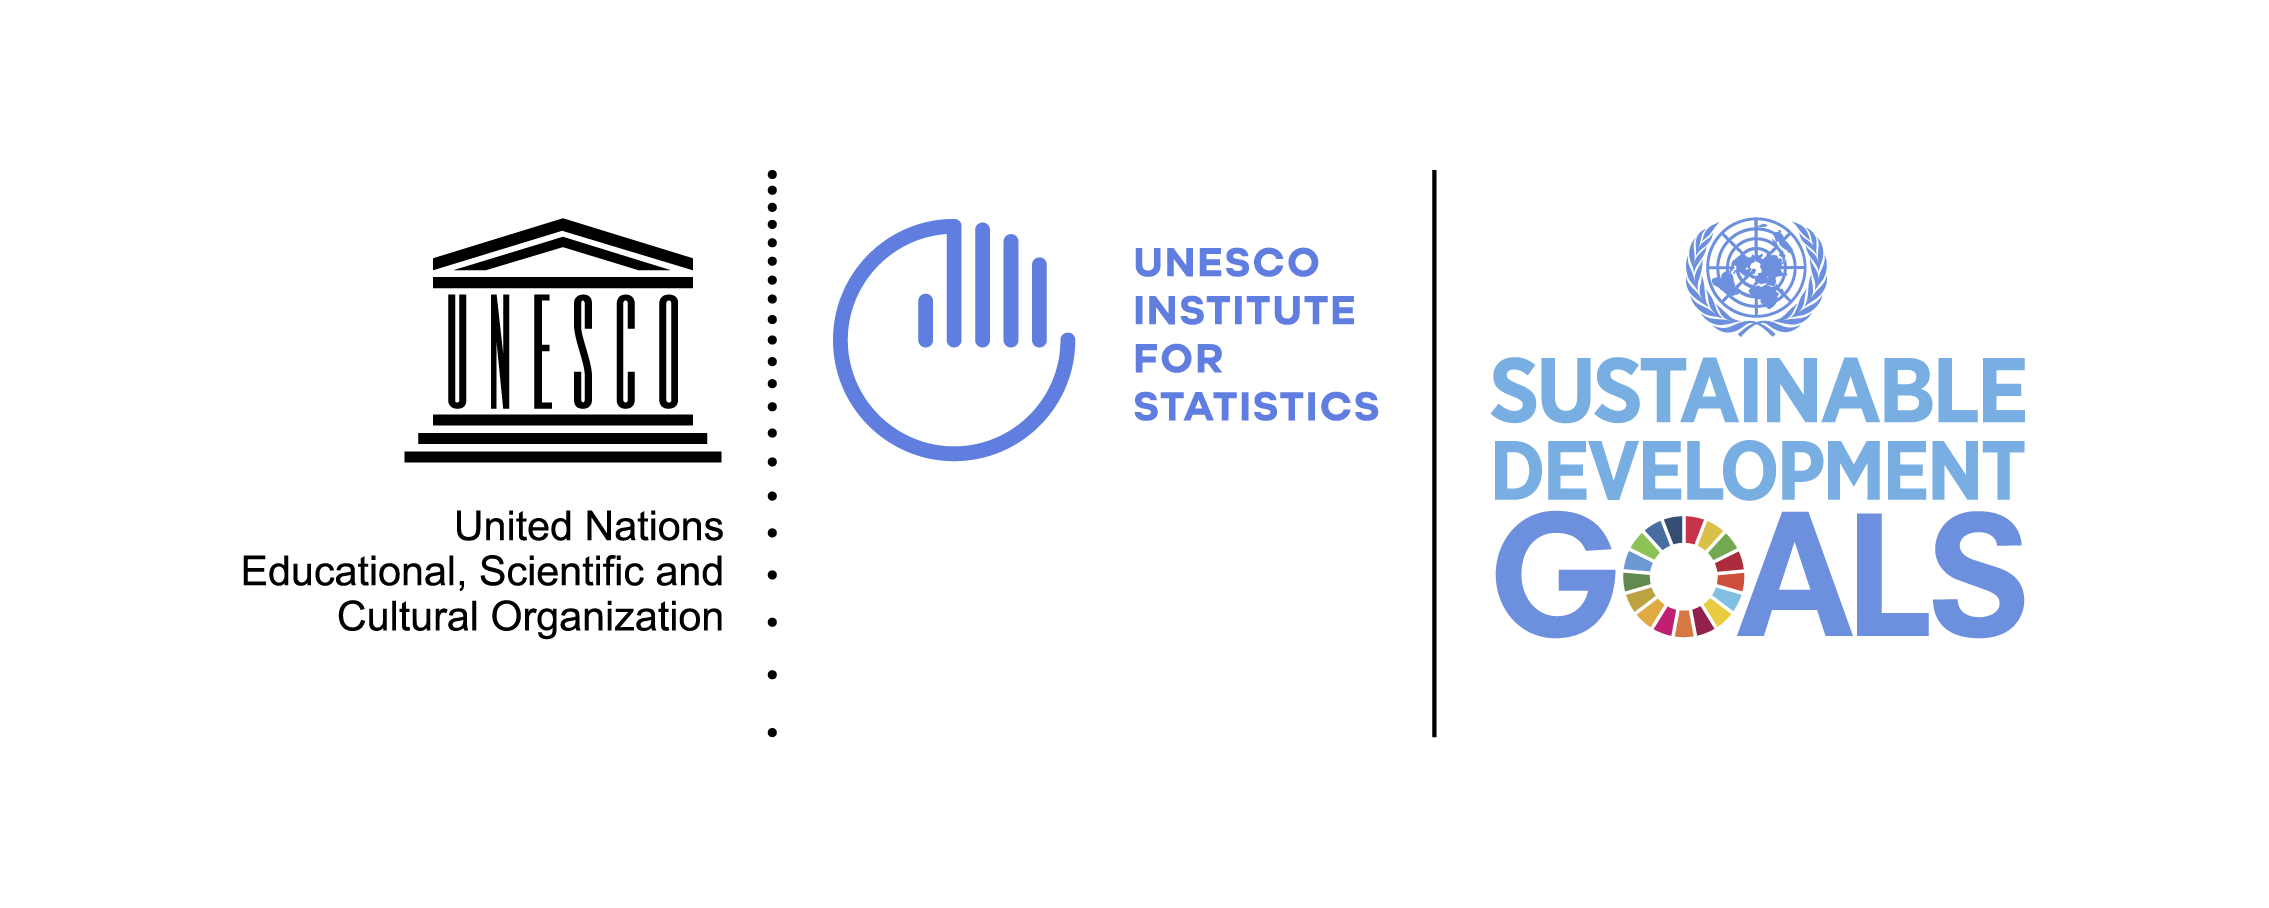 UNESCO
United Nations
Educational, Scientific and
Cultural Organization
UNESCO
INSTITUTE
FOR
STATISTICS
SUSTAINABLE
DEVELOPMENT
GOALS